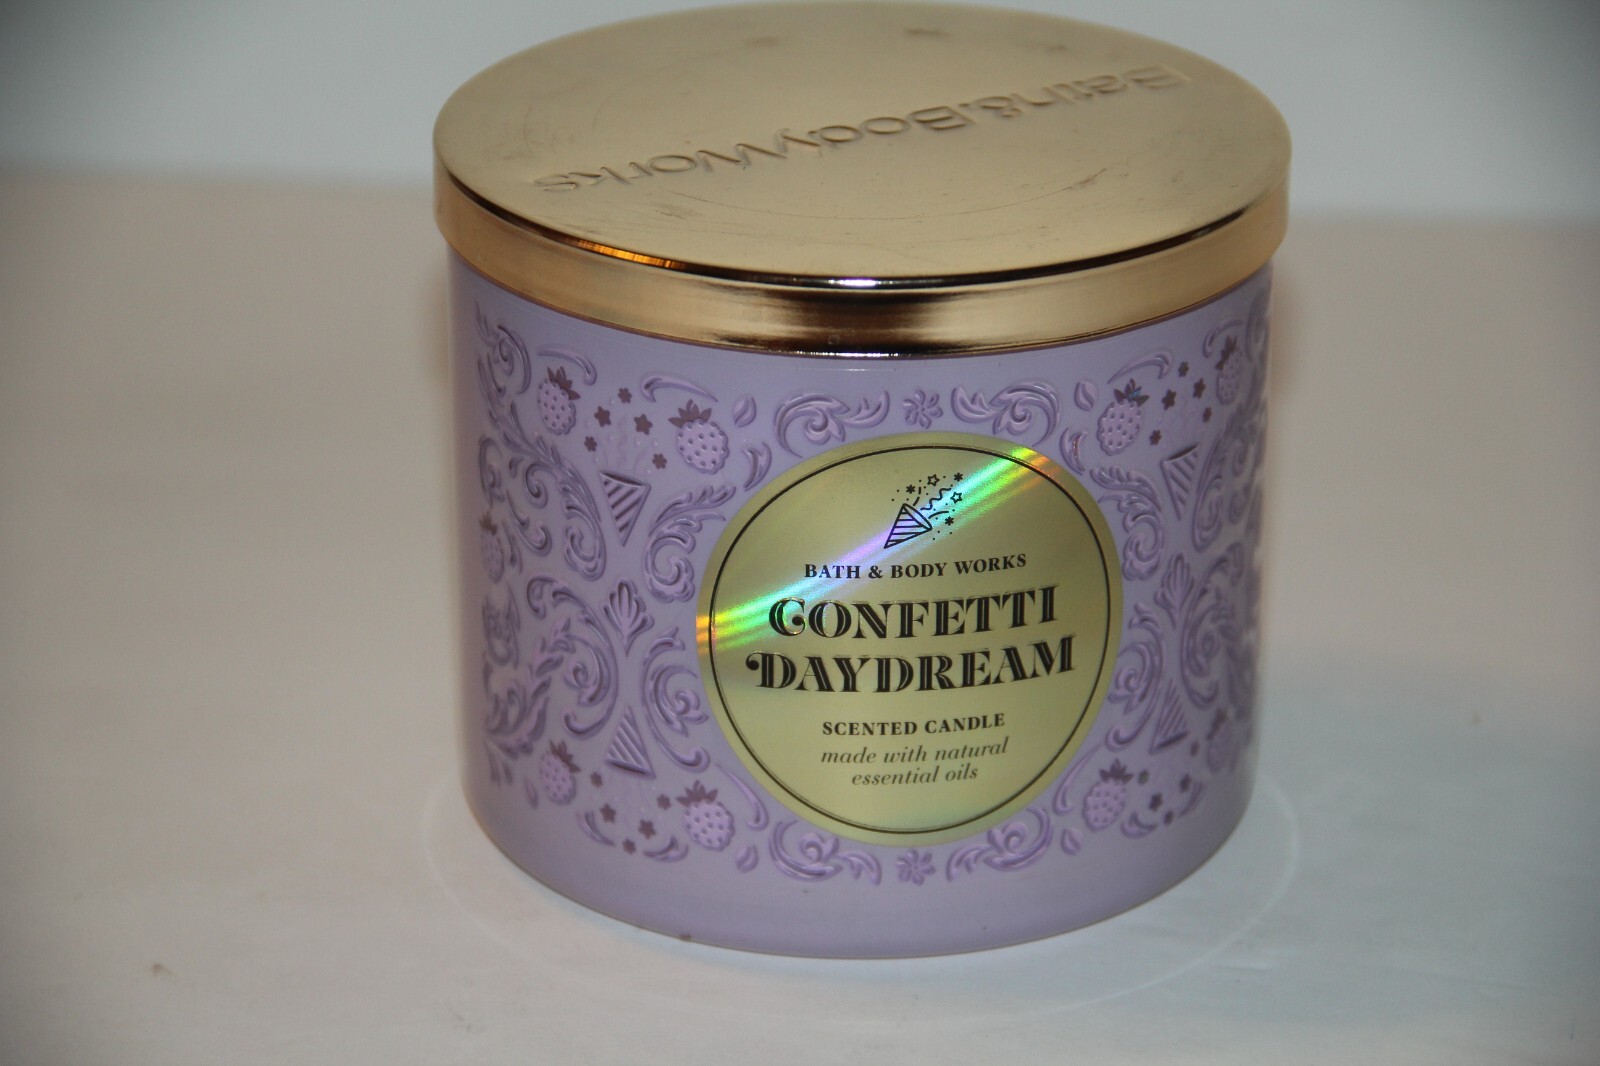 Bath&BodyWorks
BATH & BODY WORKS
CONFETTI
DAYDREAM
SCENTED CANDLE
made with natural
essential oils